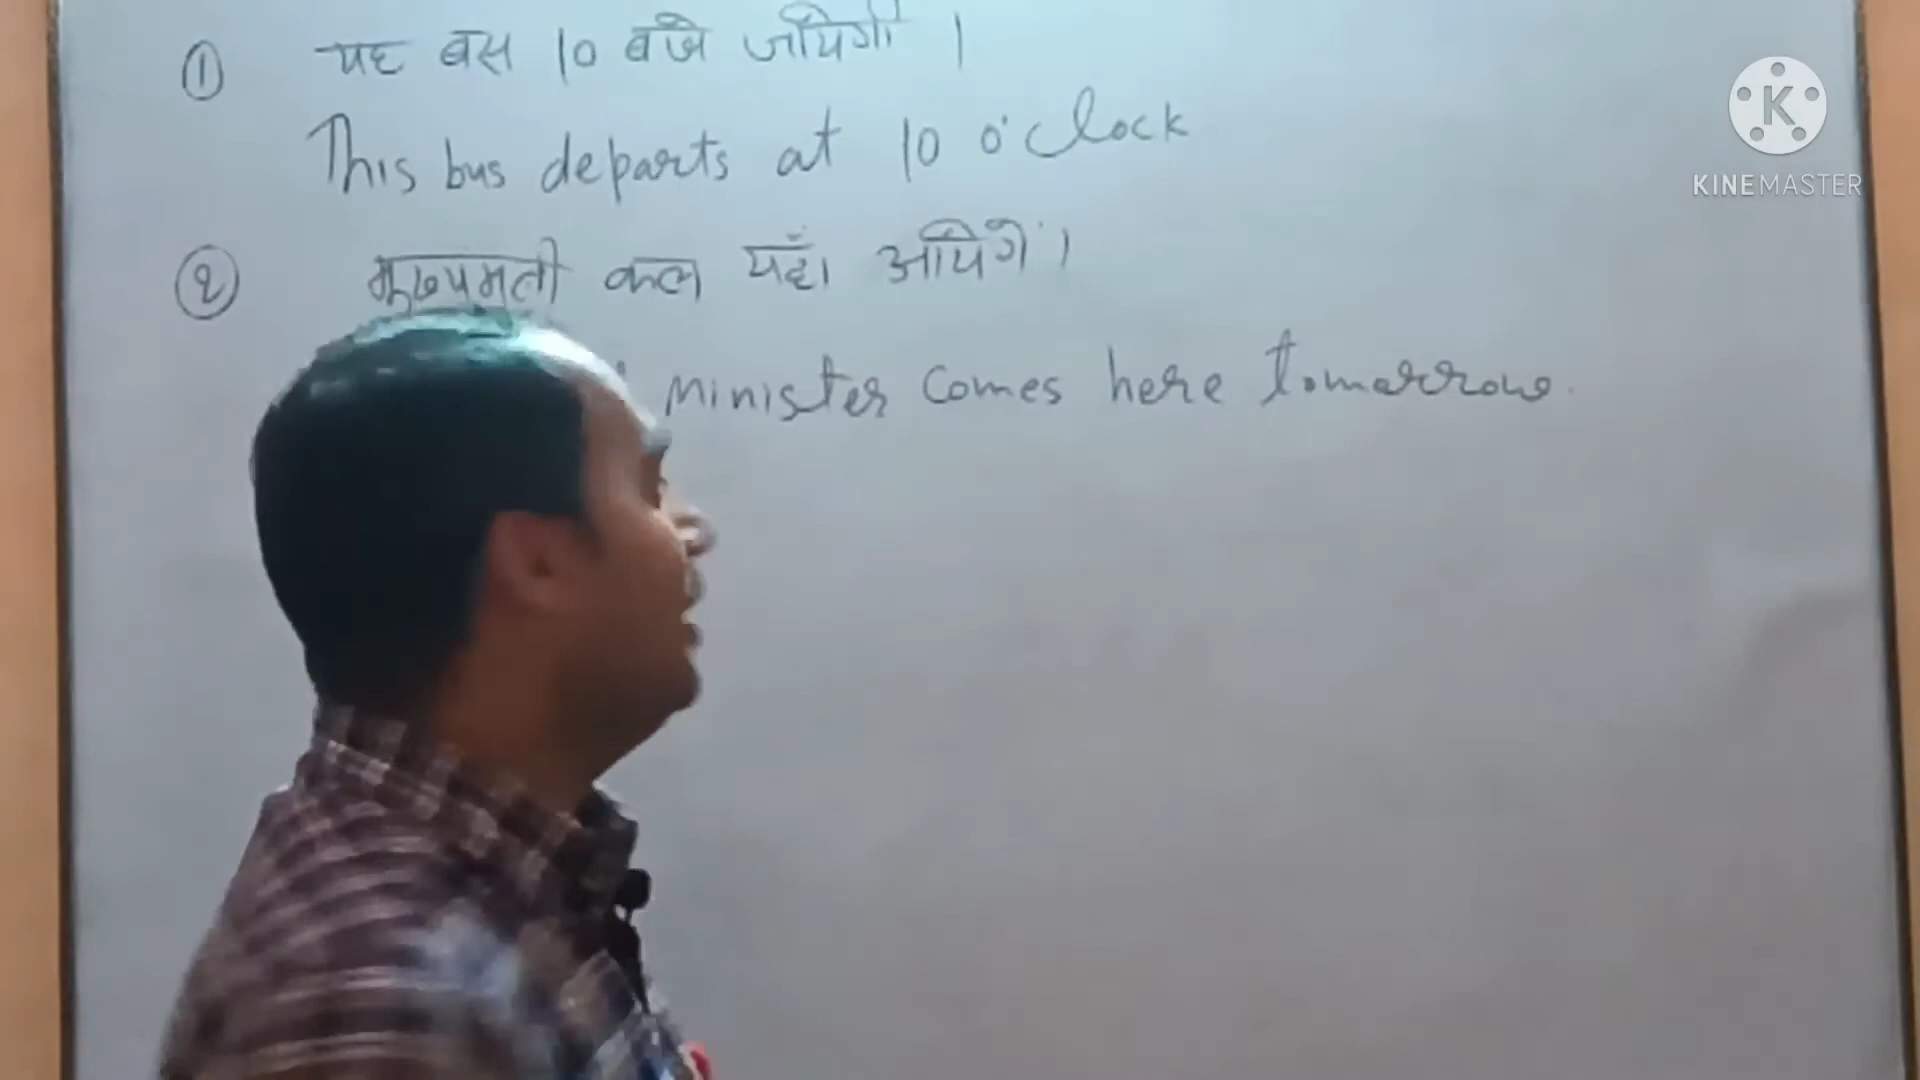 ① यह बस 10 बजे जायेगी ।
This bus departs at 10 o'clock
② मुख्यमंत्री कल यहाँ आयेंगे ।
Minister comes here tomorrow.
K
KINEMASTER